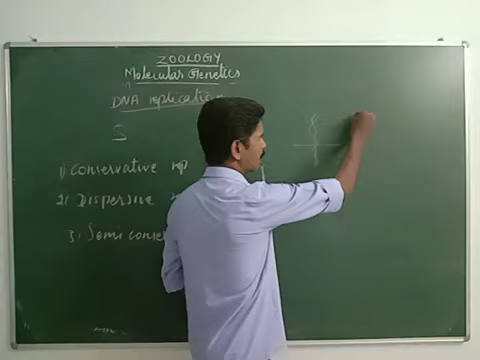 ZOOLOGY
Molecular Genetics
DNA replication
S
1) Conservative rep
2) Dispersive
3) Semi conser